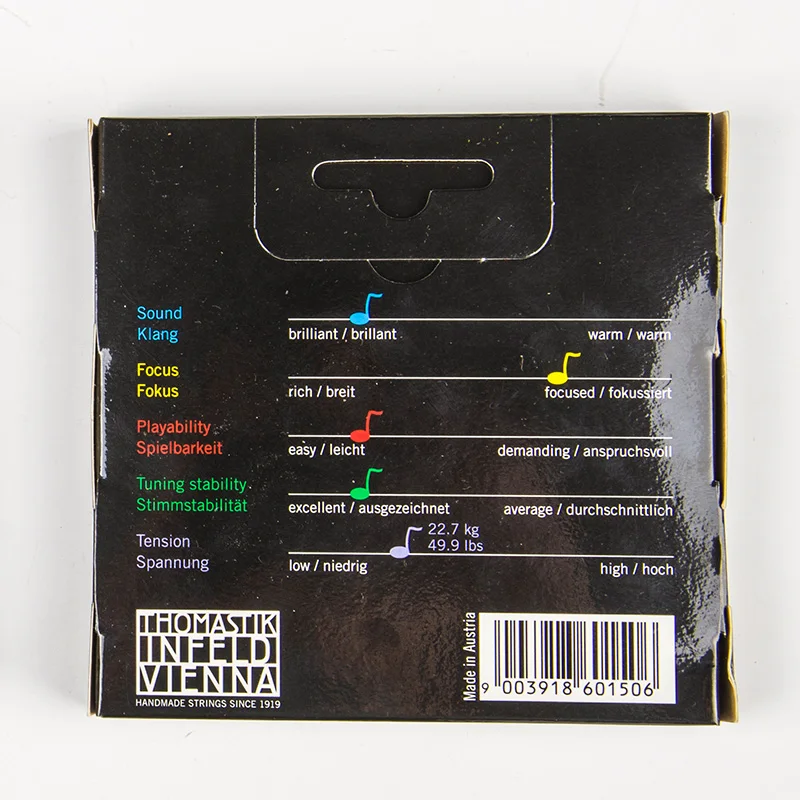 Sound
Klang
brilliant / brillant
warm / warm
Focus
Fokus
rich / breit
focused / fokussiert
Playability
Spielbarkeit
easy / leicht
demanding / anspruchsvoll
Tuning stability
Stimmstabilität
excellent / ausgezeichnet
average / durchschnittlich
Tension
Spannung
22.7 kg
49.9 lbs
low / niedrig
high / hoch
THOMASTIK
INFELD
VIENNA
HANDMADE STRINGS SINCE 1919
Made in Austria
9 003918 601506